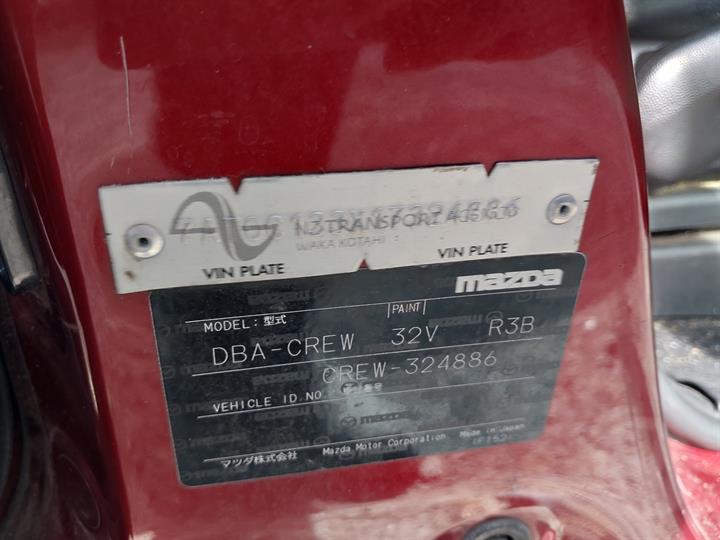 NZ TRANSPORT
WAKA KOTAHI
VIN PLATE VIN PLATE
mazda
MODEL: 型式 PAINT
DBA-CREW 32V R3B
CREW-324886
VEHICLE ID.NO.
マツダ株式会社 Mazda Motor Corporation Made in Japan